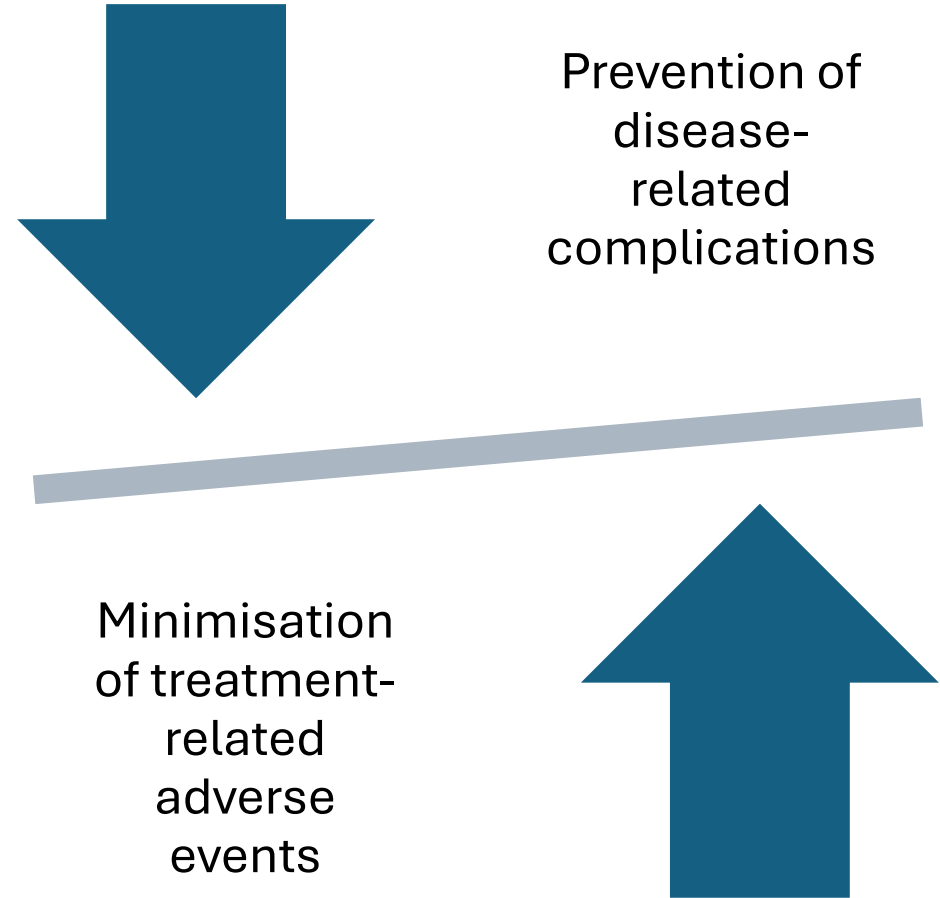 Prevention of
disease-
related
complications
Minimisation
of treatment-
related
adverse
events